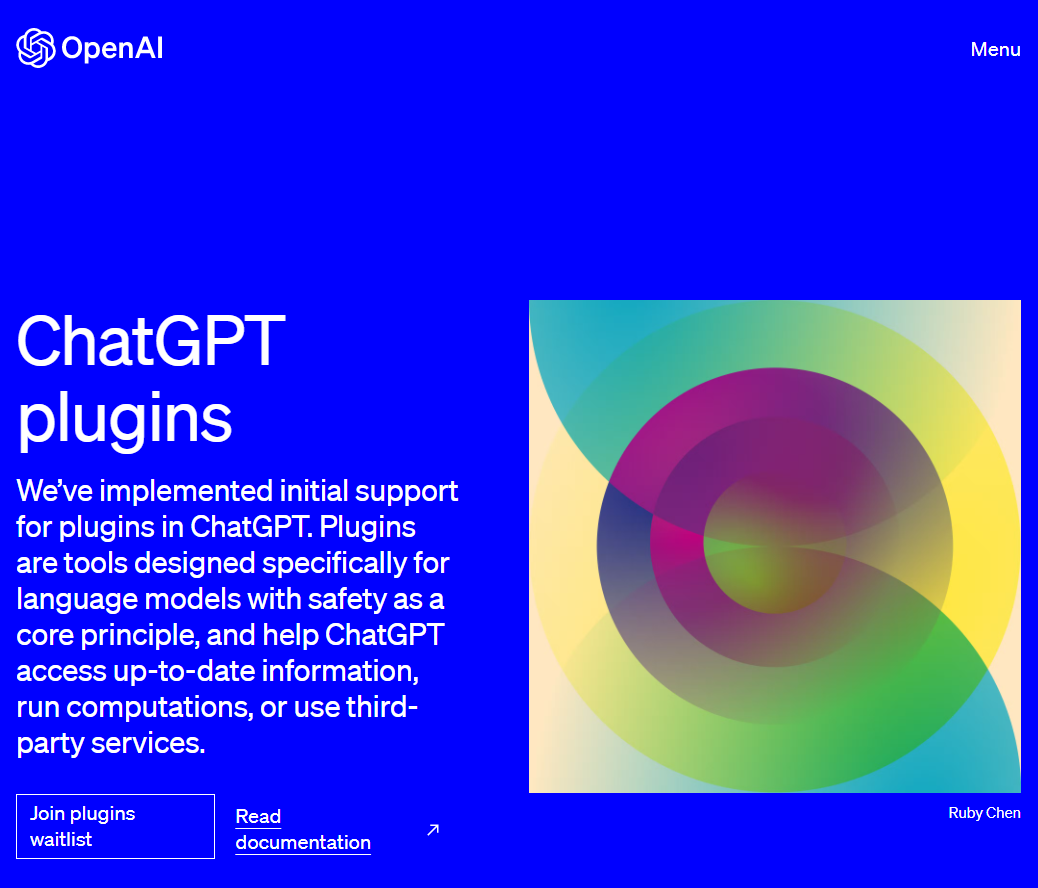 OpenAI
Menu
ChatGPT
plugins
We’ve implemented initial support
for plugins in ChatGPT. Plugins
are tools designed specifically for
language models with safety as a
core principle, and help ChatGPT
access up-to-date information,
run computations, or use third-
party services.
Join plugins
waitlist
Read
documentation
Ruby Chen